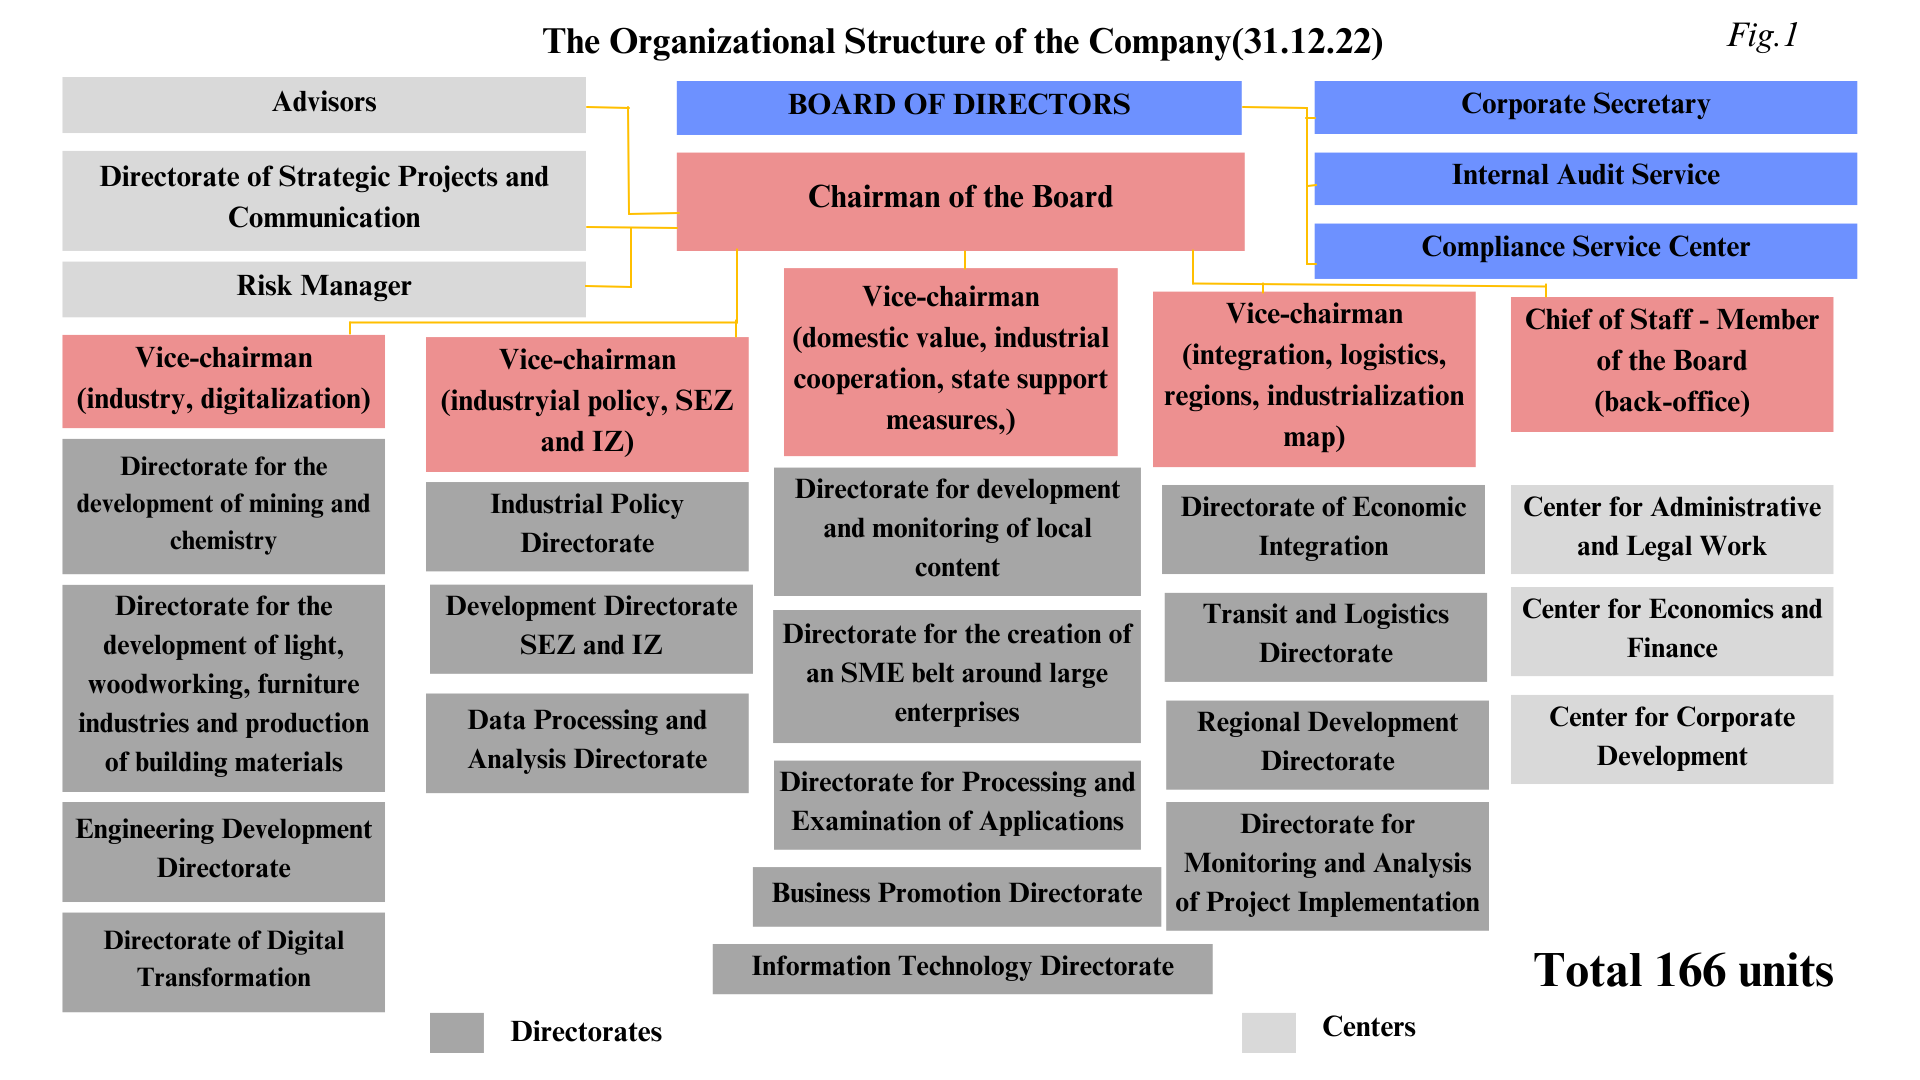 The Organizational Structure of the Company(31.12.22)
Fig.1
Advisors
Directorate of Strategic Projects and
Communication
Risk Manager
BOARD OF DIRECTORS
Chairman of the Board
Corporate Secretary
Internal Audit Service
Compliance Service Center
Vice-chairman
(industry, digitalization)
Directorate for the
development of mining and
chemistry
Directorate for the
development of light,
woodworking, furniture
industries and production
of building materials
Engineering Development
Directorate
Directorate of Digital
Transformation
Vice-chairman
(industryial policy, SEZ
and IZ)
Industrial Policy
Directorate
Development Directorate
SEZ and IZ
Data Processing and
Analysis Directorate
Vice-chairman
(domestic value, industrial
cooperation, state support
measures,)
Directorate for development
and monitoring of local
content
Directorate for the creation of
an SME belt around large
enterprises
Directorate for Processing and
Examination of Applications
Business Promotion Directorate
Information Technology Directorate
Vice-chairman
(integration, logistics,
regions, industrialization
map)
Directorate of Economic
Integration
Transit and Logistics
Directorate
Regional Development
Directorate
Directorate for
Monitoring and Analysis
of Project Implementation
Chief of Staff - Member
of the Board
(back-office)
Center for Administrative
and Legal Work
Center for Economics and
Finance
Center for Corporate
Development
Total 166 units
Directorates
Centers